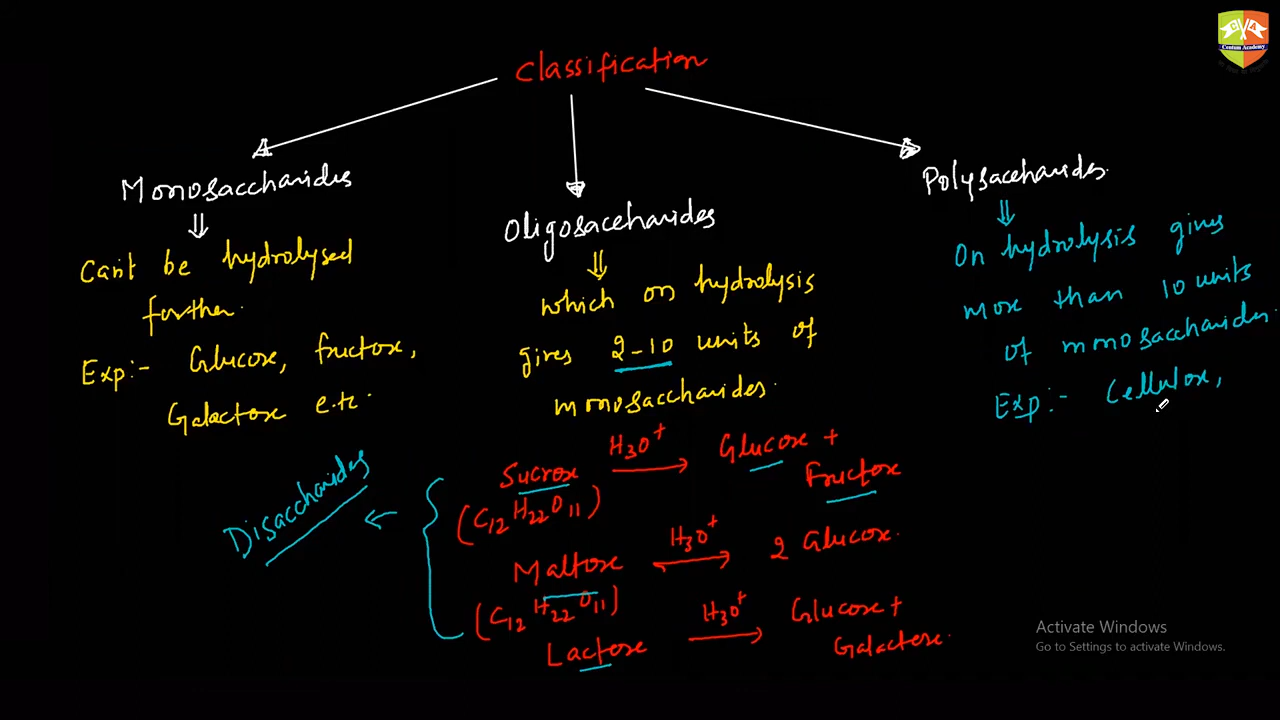 Classification
Monosaccharides
Can't be hydrolysed
further.
Exp:- Glucose, fructose,
Galactose e.t.c.
Oligosaccharides
which on hydrolysis
gives 2-10 units of
monosaccharides.
Polysaccharides.
On hydrolysis gives
more than 10 units
of monosaccharides.
Exp:- Cellulose,
Disaccharides
Sucrose H3O+ Glucose +
Fructose
(C12H22O11)
Maltose H3O+ 2 Glucose.
(C12H22O11)
Lactose H3O+ Glucose +
Galactose.
C A
Centum Academy
Activate Windows
Go to Settings to activate Windows.